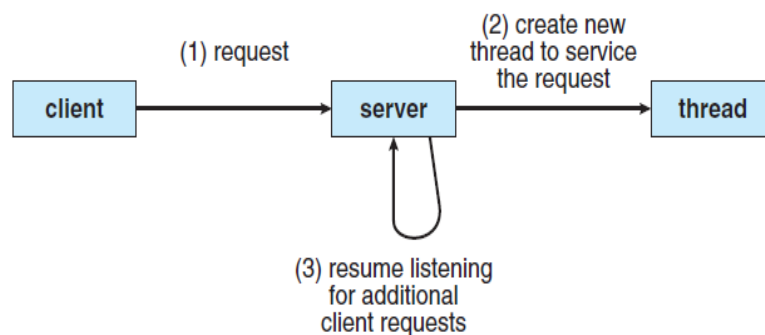 (1) request
(2) create new
thread to service
the request
client
server
thread
(3) resume listening
for additional
client requests